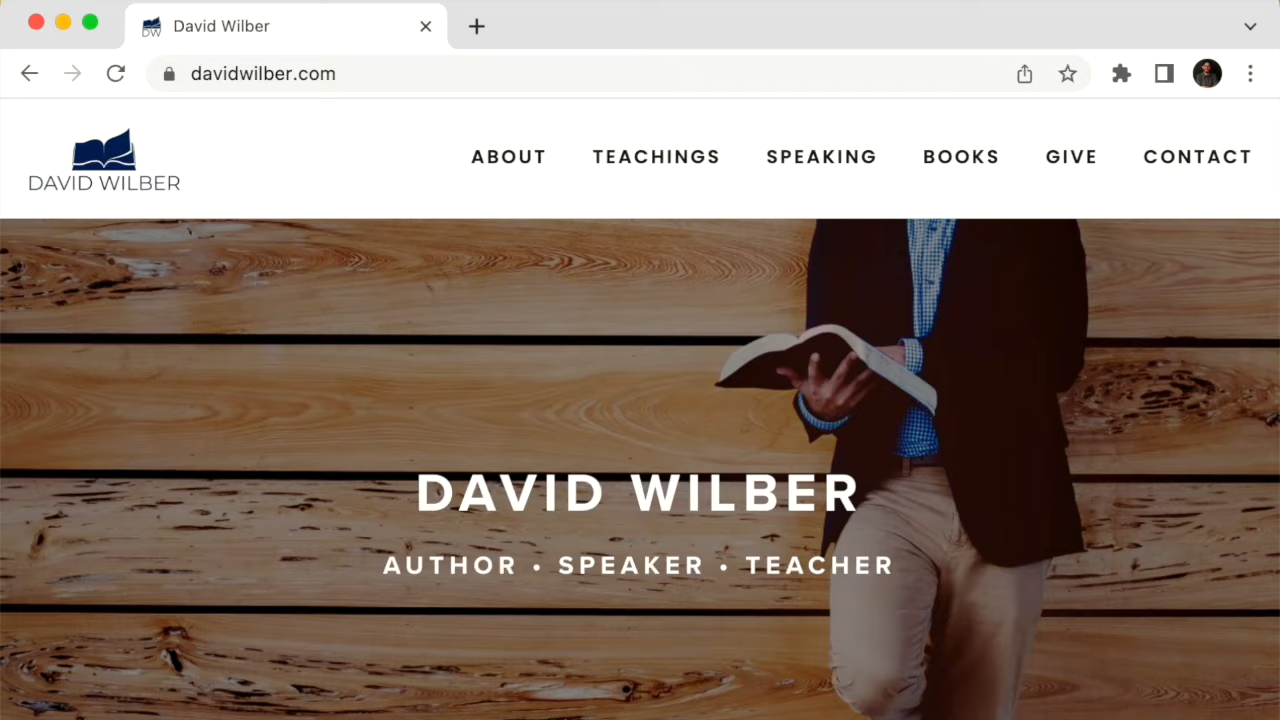 DW
David Wilber
davidwilber.com
DAVID WILBER
ABOUT TEACHINGS SPEAKING BOOKS GIVE CONTACT
DAVID WILBER
AUTHOR • SPEAKER • TEACHER